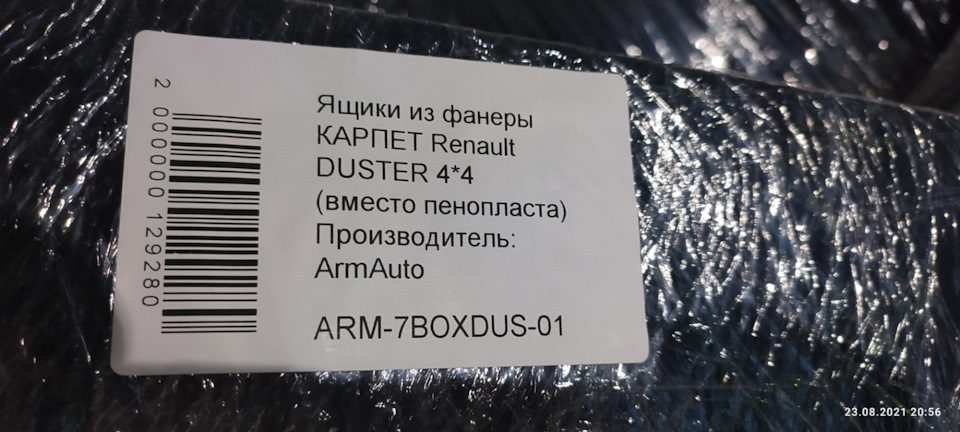 2 000000 129280
Ящики из фанеры
КАРПЕТ Renault
DUSTER 4*4
(вместо пенопласта)
Производитель:
ArmAuto
ARM-7BOXDUS-01
23.08.2021 20:56